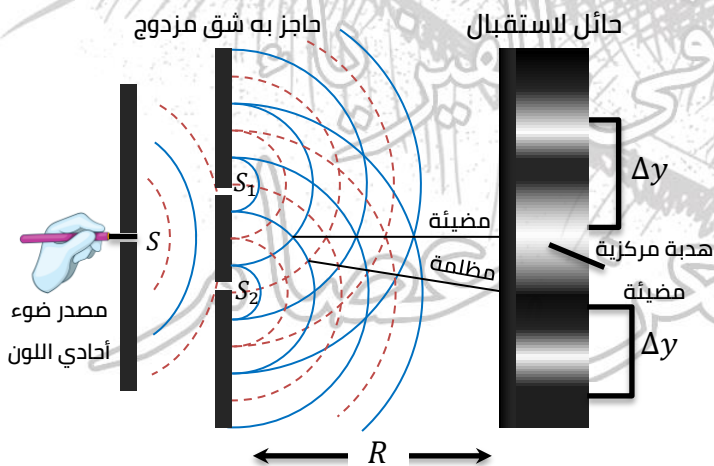 حاجز به شق مزدوج
حائل لاستقبال
S₁
S
S₂
مضيئة
مظلمة
Δy
هدبة مركزية
مضيئة
مصدر ضوء
أحادي اللون
Δy
R